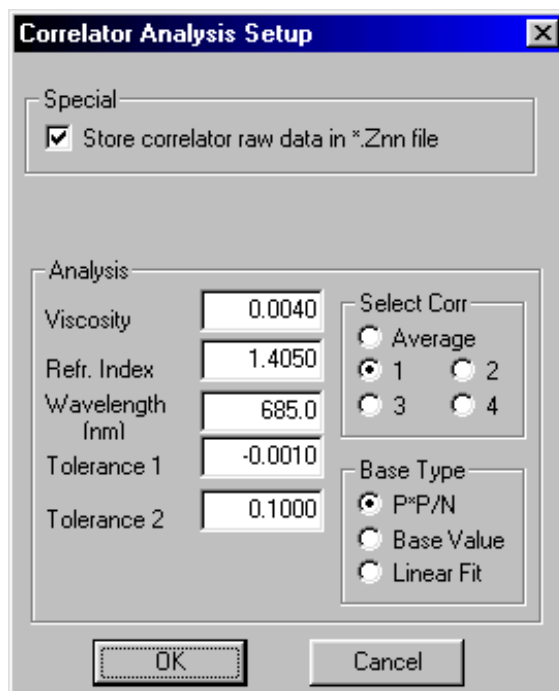 Correlator Analysis Setup
Special
Store correlator raw data in *.Znn file
Analysis
Viscosity 0.0040
Refr. Index 1.4050
Wavelength (nm) 685.0
Tolerance 1 -0.0010
Tolerance 2 0.1000
Select Corr
Average
1 2
3 4
Base Type
P*P/N
Base Value
Linear Fit
OK Cancel